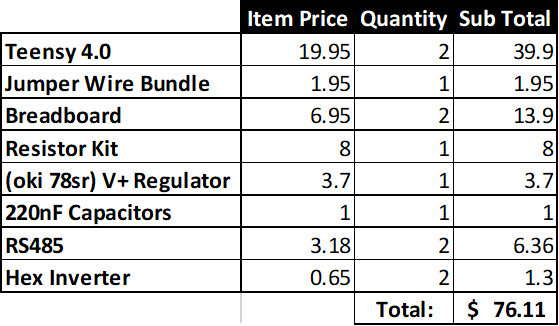 Item Price Quantity Sub Total
Teensy 4.0 19.95 2 39.9
Jumper Wire Bundle 1.95 1 1.95
Breadboard 6.95 2 13.9
Resistor Kit 8 1 8
(oki 78sr) V+ Regulator 3.7 1 3.7
220nF Capacitors 1 1 1
RS485 3.18 2 6.36
Hex Inverter 0.65 2 1.3
Total: $ 76.11